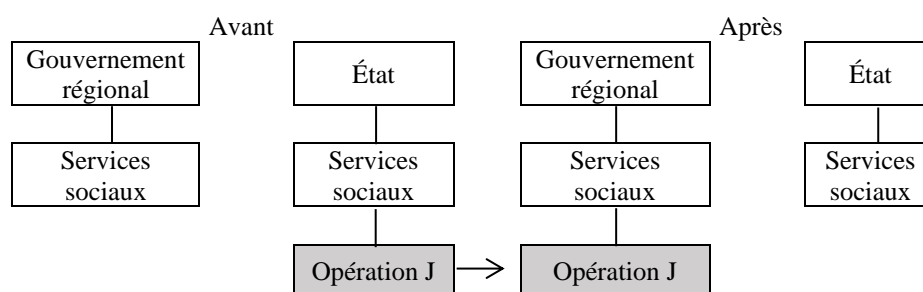 Avant
Après
Gouvernement
régional
État
Gouvernement
régional
État
Services
sociaux
Services
sociaux
Services
sociaux
Services
sociaux
Opération J
Opération J